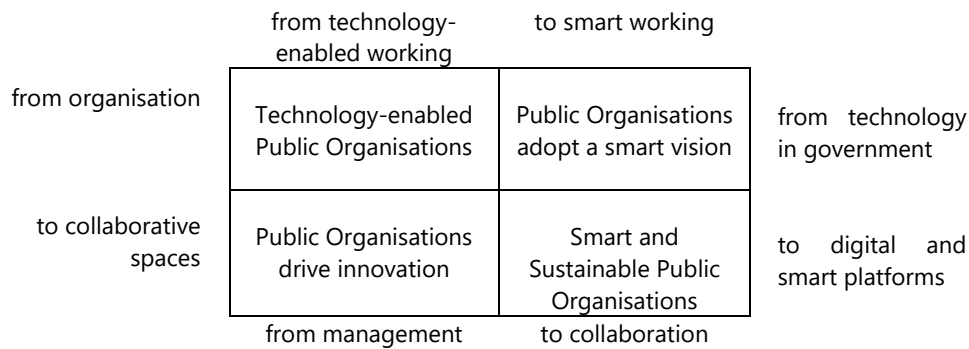 from technology-
enabled working
to smart working
from organisation
Technology-enabled
Public Organisations
Public Organisations
adopt a smart vision
from technology
in government
to collaborative
spaces
Public Organisations
drive innovation
Smart and
Sustainable Public
Organisations
to digital and
smart platforms
from management
to collaboration